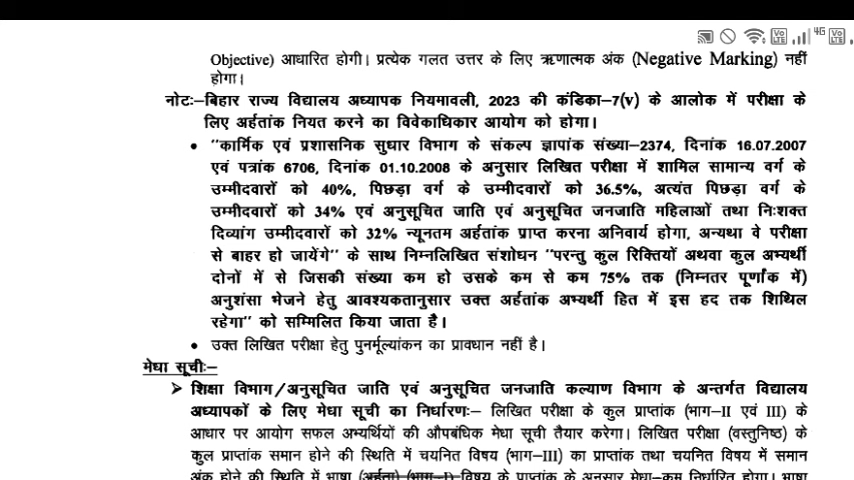 4G
Objective) आधारित होगी। प्रत्येक गलत उत्तर के लिए ऋणात्मक अंक (Negative Marking) नहीं
होगा।
नोटः–बिहार राज्य विद्यालय अध्यापक नियमावली, 2023 की कंडिका–7(v) के आलोक में परीक्षा के
लिए अर्हतांक नियत करने का विवेकाधिकार आयोग को होगा।
• "कार्मिक एवं प्रशासनिक सुधार विभाग के संकल्प ज्ञापांक संख्या–2374, दिनांक 16.07.2007
एवं पत्रांक 6706, दिनांक 01.10.2008 के अनुसार लिखित परीक्षा में शामिल सामान्य वर्ग के
उम्मीदवारों को 40%, पिछड़ा वर्ग के उम्मीदवारों को 36.5%, अत्यंत पिछड़ा वर्ग के
उम्मीदवारों को 34% एवं अनुसूचित जाति एवं अनुसूचित जनजाति महिलाओं तथा निःशक्त
दिव्यांग उम्मीदवारों को 32% न्यूनतम अर्हतांक प्राप्त करना अनिवार्य होगा, अन्यथा वे परीक्षा
से बाहर हो जायेंगे" के साथ निम्नलिखित संशोधन "परन्तु कुल रिक्तियों अथवा कुल अभ्यर्थी
दोनों में से जिसकी संख्या कम हो उसके कम से कम 75% तक (निम्नतर पूर्णांक में)
अनुशंसा भेजने हेतु आवश्यकतानुसार उक्त अर्हतांक अभ्यर्थी हित में इस हद तक शिथिल
रहेगा" को सम्मिलित किया जाता है।
• उक्त लिखित परीक्षा हेतु पुनर्मूल्यांकन का प्रावधान नहीं है।
मेधा सूचीः–
➤ शिक्षा विभाग/अनुसूचित जाति एवं अनुसूचित जनजाति कल्याण विभाग के अन्तर्गत विद्यालय
अध्यापकों के लिए मेधा सूची का निर्धारणः– लिखित परीक्षा के कुल प्राप्तांक (भाग–II एवं III) के
आधार पर आयोग सफल अभ्यर्थियों की औपबंधिक मेधा सूची तैयार करेगा। लिखित परीक्षा (वस्तुनिष्ठ) के
कुल प्राप्तांक समान होने की स्थिति में चयनित विषय (भाग–III) का प्राप्तांक तथा चयनित विषय में समान
अंक होने की स्थिति में भाषा (अर्हता) (भाग–I) विषय के प्राप्तांक के अनुसार मेधा–क्रम निर्धारित होगा। भाषा